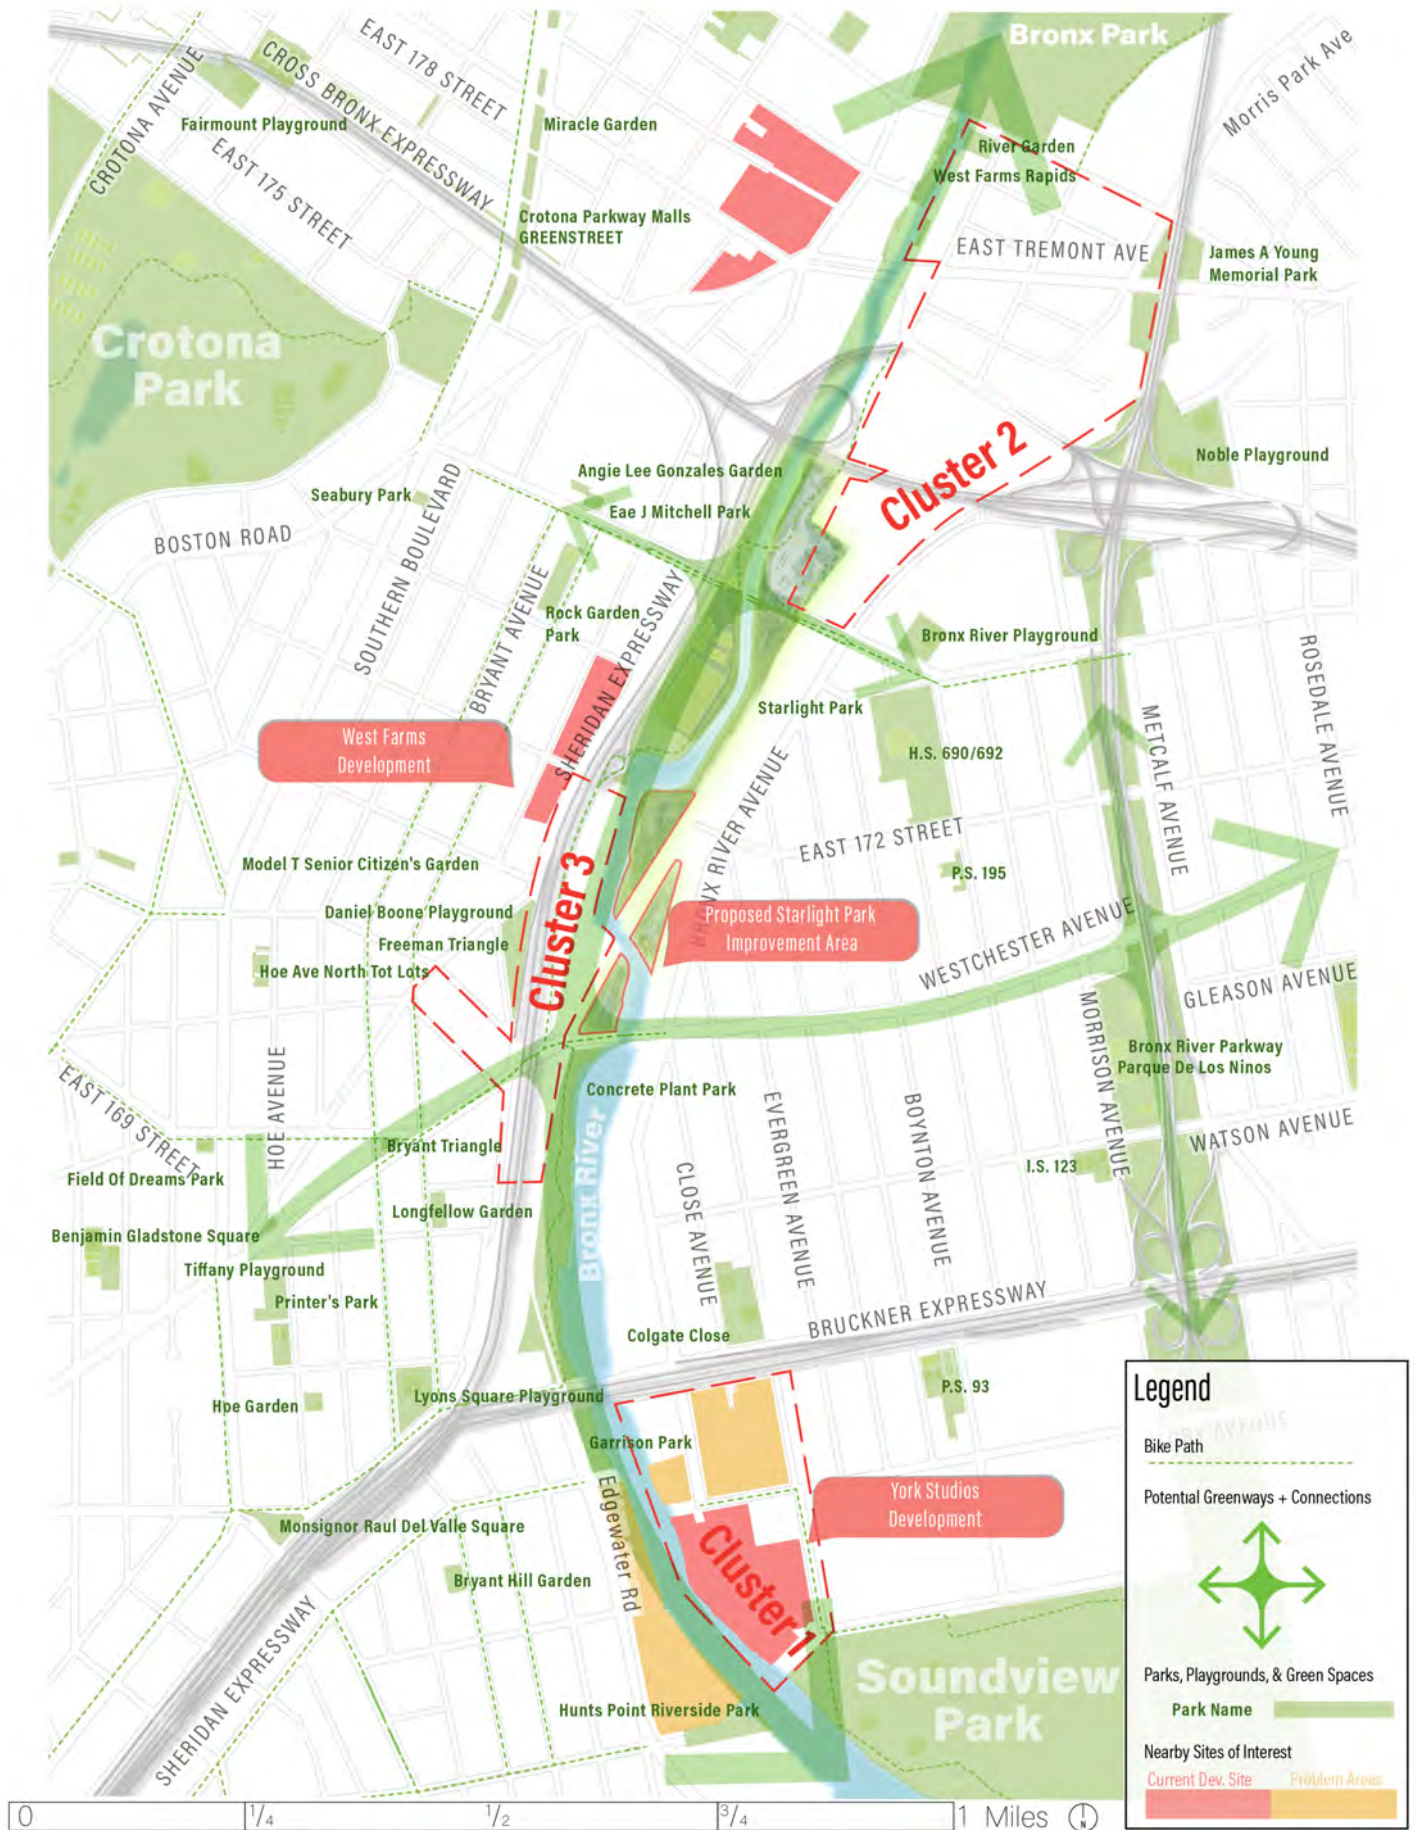 Bronx Park
Morris Park Ave
EAST 178 STREET
CROSS BRONX EXPRESSWAY
CROTONA AVENUE
Fairmount Playground
Miracle Garden
EAST 175 STREET
River Garden
West Farms Rapids
Crotona Parkway Malls
GREENSTREET
EAST TREMONT AVE
James A Young
Memorial Park
Crotona
Park
Cluster 2
Noble Playground
Angie Lee Gonzales Garden
Seabury Park
Eae J Mitchell Park
BOSTON ROAD
SOUTHERN BOULEVARD
BRYANT AVENUE
Rock Garden
Park
SHERIDAN EXPRESSWAY
Bronx River Playground
ROSEDALE AVENUE
Starlight Park
METCALF AVENUE
West Farms
Development
H.S. 690/692
BRONX RIVER AVENUE
EAST 172 STREET
Model T Senior Citizen's Garden
P.S. 195
Cluster 3
Daniel Boone Playground
Proposed Starlight Park
Improvement Area
Freeman Triangle
WESTCHESTER AVENUE
Hoe Ave North Tot Lots
GLEASON AVENUE
MORRISON AVENUE
Bronx River Parkway
Parque De Los Ninos
EAST 169 STREET
HOE AVENUE
Concrete Plant Park
EVERGREEN AVENUE
BOYNTON AVENUE
Bryant Triangle
WATSON AVENUE
Bronx River
CLOSE AVENUE
I.S. 123
Field Of Dreams Park
Longfellow Garden
Benjamin Gladstone Square
Tiffany Playground
Printer's Park
BRUCKNER EXPRESSWAY
Colgate Close
P.S. 93
Lyons Square Playground
Hoe Garden
Garrison Park
Edgewater Rd
York Studios
Development
Monsignor Raul Del Valle Square
Cluster 1
Bryant Hill Garden
SHERIDAN EXPRESSWAY
Soundview
Park
Hunts Point Riverside Park
Legend
Bike Path
Potential Greenways + Connections
Parks, Playgrounds, & Green Spaces
Park Name
Nearby Sites of Interest
Current Dev. Site Problem Areas
0 1/4 1/2 3/4 1 Miles N